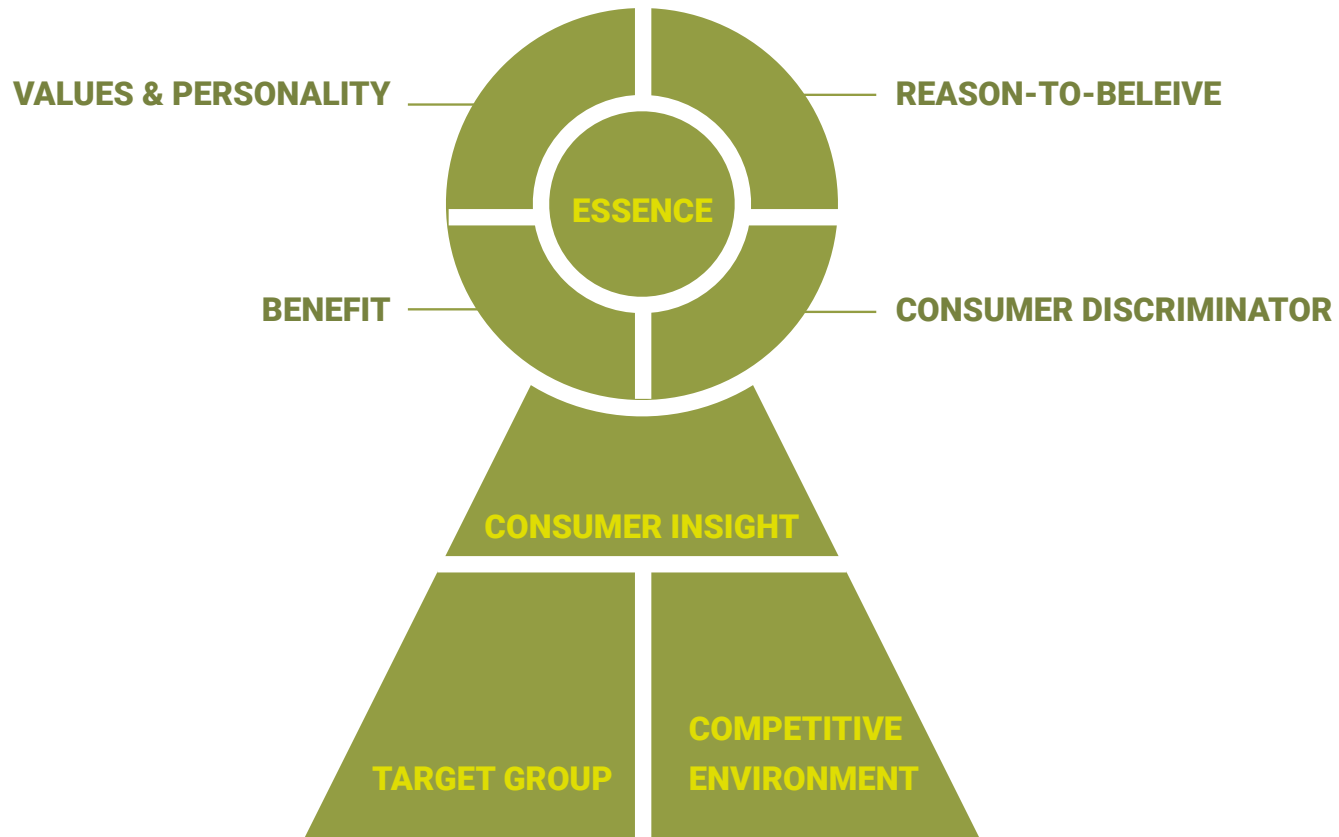 VALUES & PERSONALITY
REASON-TO-BELEIVE
ESSENCE
BENEFIT
CONSUMER DISCRIMINATOR
CONSUMER INSIGHT
TARGET GROUP
COMPETITIVE
ENVIRONMENT